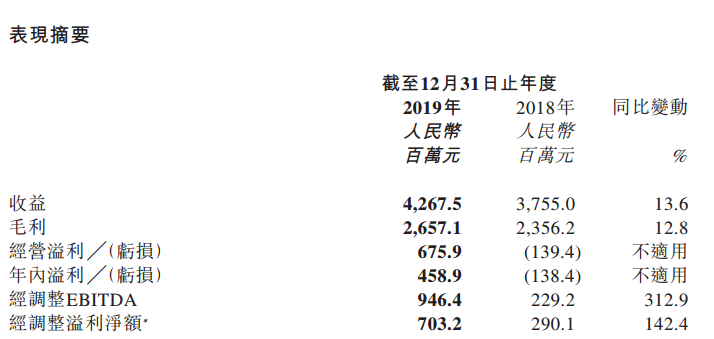 表現摘要
截至12月31日止年度
2019年 2018年 同比變動
人民幣 人民幣
百萬元 百萬元 %
收益 4,267.5 3,755.0 13.6
毛利 2,657.1 2,356.2 12.8
經營溢利╱(虧損) 675.9 (139.4) 不適用
年內溢利╱(虧損) 458.9 (138.4) 不適用
經調整EBITDA 946.4 229.2 312.9
經調整溢利淨額* 703.2 290.1 142.4